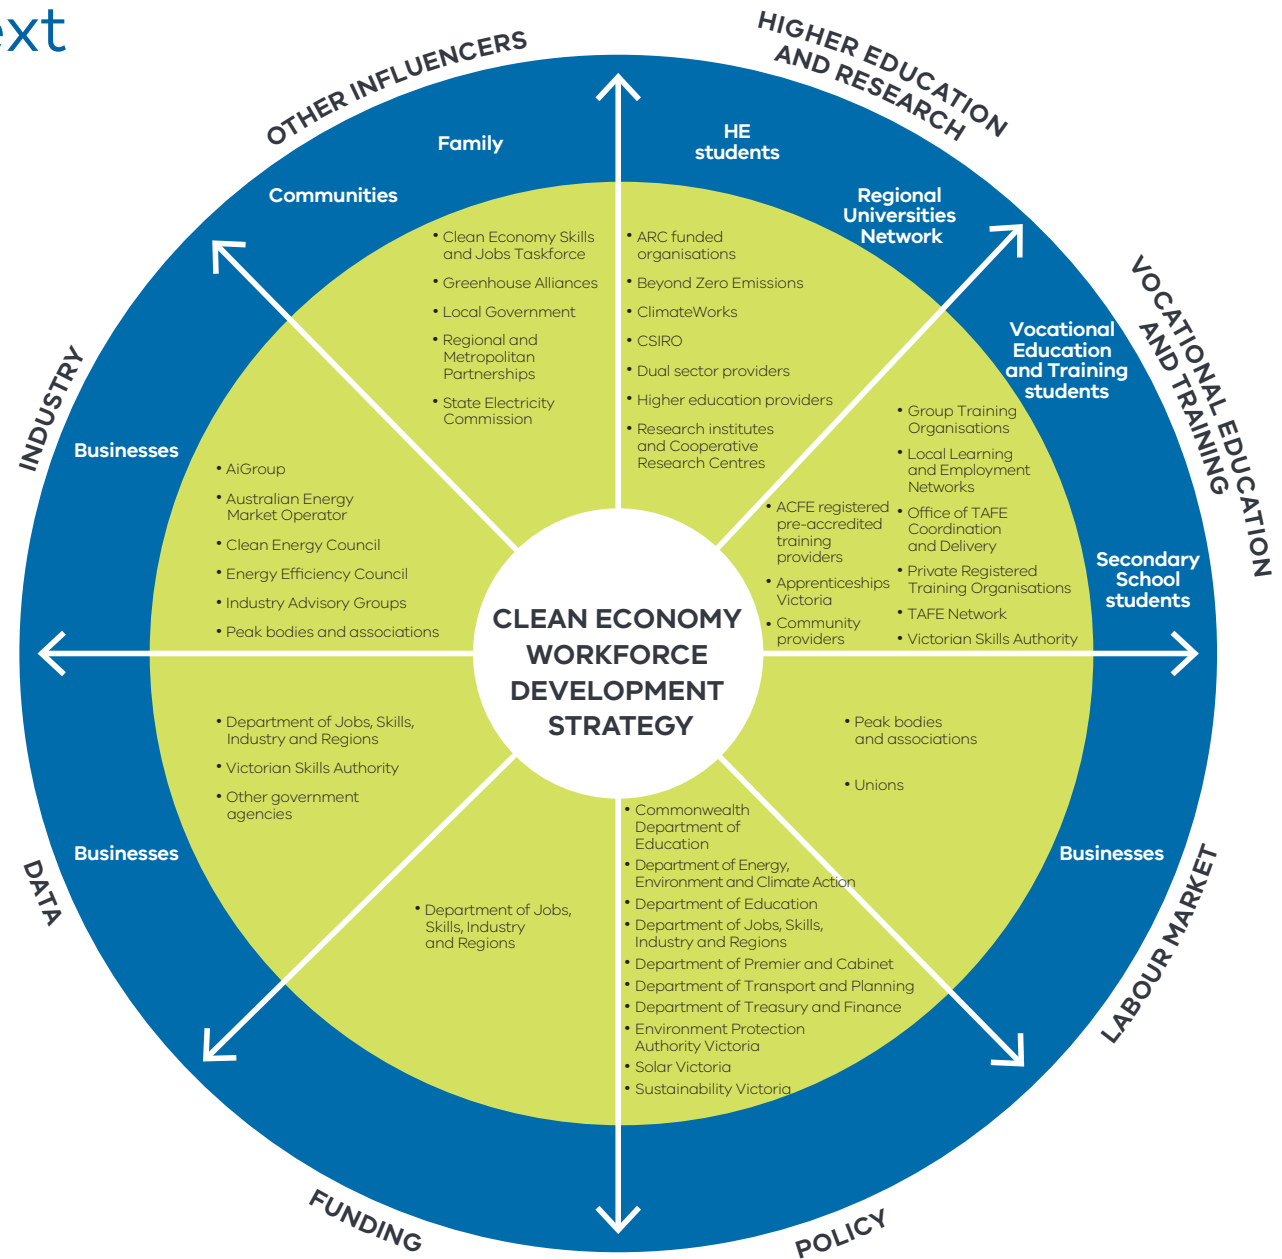 ext
OTHER INFLUENCERS
HIGHER EDUCATION
AND RESEARCH
VOCATIONAL EDUCATION
AND TRAINING
LABOUR MARKET
POLICY
FUNDING
DATA
INDUSTRY
Family
Communities
• Clean Economy Skills
and Jobs Taskforce
• Greenhouse Alliances
• Local Government
• Regional and
Metropolitan
Partnerships
• State Electricity
Commission
HE
students
Regional
Universities
Network
• ARC funded
organisations
• Beyond Zero Emissions
• ClimateWorks
• CSIRO
• Dual sector providers
• Higher education providers
• Research institutes
and Cooperative
Research Centres
Vocational
Education
and Training
students
Secondary
School
students
• ACFE registered
pre-accredited
training
providers
• Apprenticeships
Victoria
• Community
providers
• Group Training
Organisations
• Local Learning
and Employment
Networks
• Office of TAFE
Coordination
and Delivery
• Private Registered
Training Organisations
• TAFE Network
• Victorian Skills Authority
Businesses
• AiGroup
• Australian Energy
Market Operator
• Clean Energy Council
• Energy Efficiency Council
• Industry Advisory Groups
• Peak bodies and associations
CLEAN ECONOMY
WORKFORCE
DEVELOPMENT
STRATEGY
• Department of Jobs, Skills,
Industry and Regions
• Victorian Skills Authority
• Other government
agencies
Businesses
• Peak bodies
and associations
• Unions
Businesses
• Department of Jobs,
Skills, Industry
and Regions
• Commonwealth
Department of
Education
• Department of Energy,
Environment and Climate Action
• Department of Education
• Department of Jobs, Skills,
Industry and Regions
• Department of Premier and Cabinet
• Department of Transport and Planning
• Department of Treasury and Finance
• Environment Protection
Authority Victoria
• Solar Victoria
• Sustainability Victoria